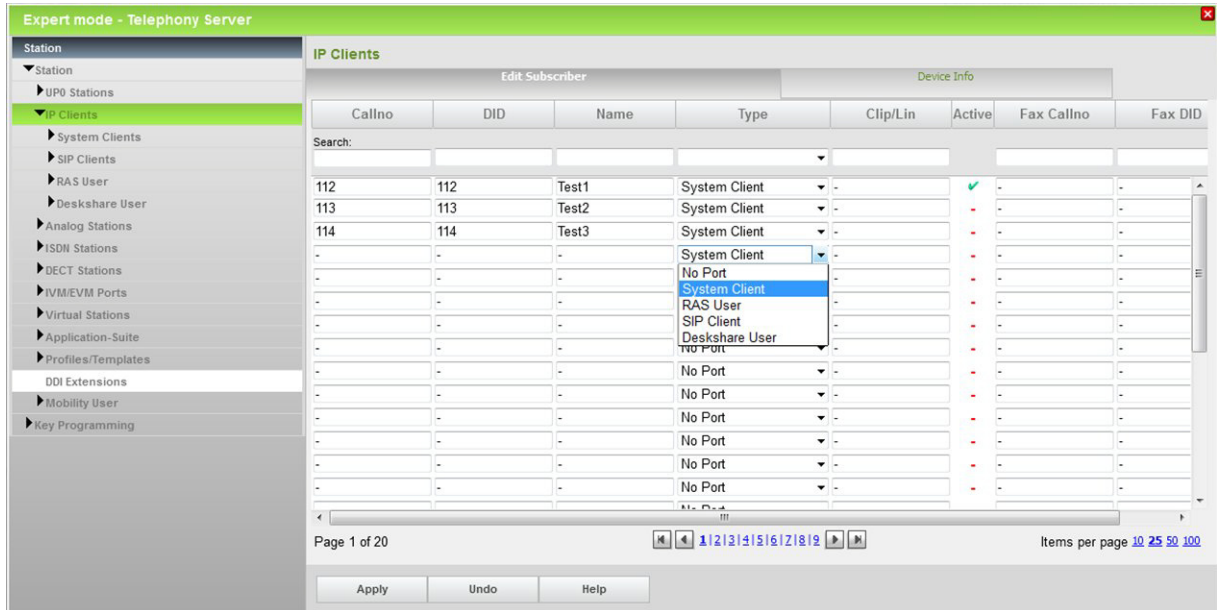 Expert mode - Telephony Server
Station
Station
UP0 Stations
IP Clients
System Clients
SIP Clients
RAS User
Deskshare User
Analog Stations
ISDN Stations
DECT Stations
IVM/EVM Ports
Virtual Stations
Application-Suite
Profiles/Templates
DDI Extensions
Mobility User
Key Programming
IP Clients
Edit Subscriber Device Info
Callno DID Name Type Clip/Lin Active Fax Callno Fax DID
Search:
112 112 Test1 System Client - - -
113 113 Test2 System Client - - - -
114 114 Test3 System Client - - - -
- - - System Client - - - -
No Port
System Client
RAS User
SIP Client
Deskshare User
- - - No Port - - - -
- - - No Port - - - -
- - - No Port - - - -
- - - No Port - - - -
- - - No Port - - - -
- - - No Port - - - -
- - - No Port - - - -
Page 1 of 20
1|2|3|4|5|6|7|8|9
Items per page 10 25 50 100
Apply Undo Help